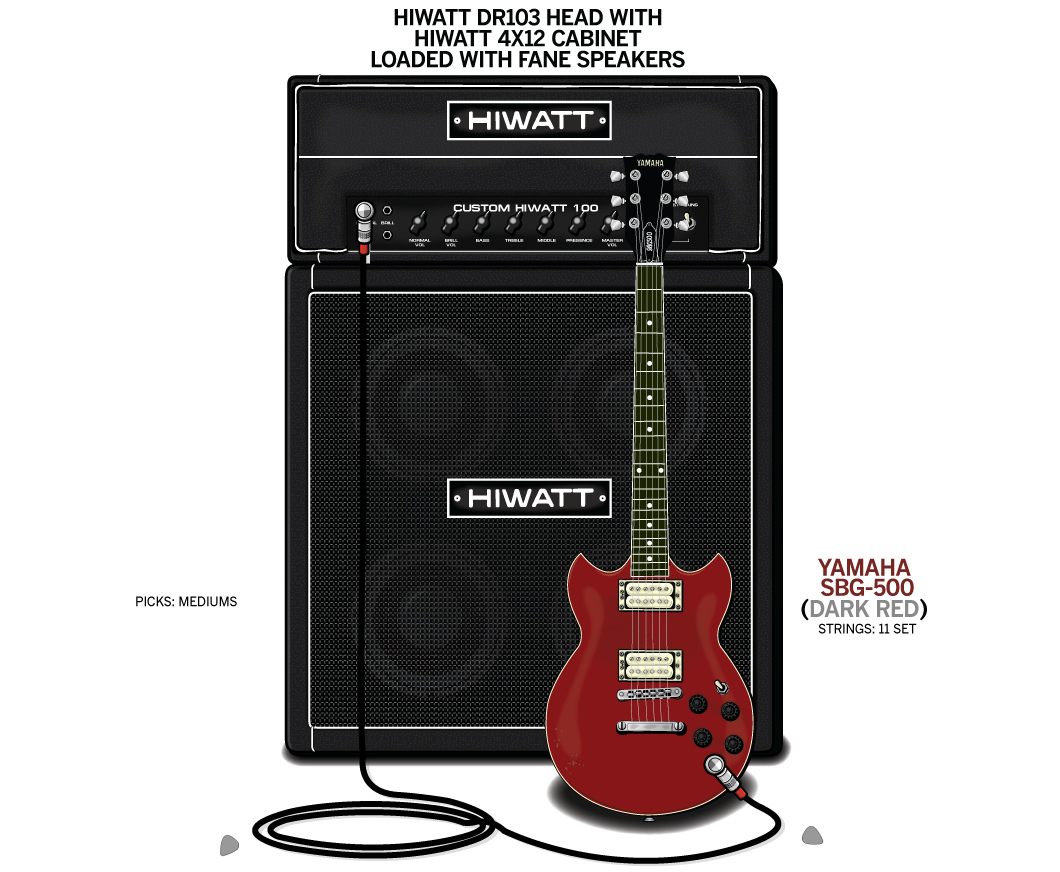 HIWATT DR103 HEAD WITH
HIWATT 4X12 CABINET
LOADED WITH FANE SPEAKERS
HIWATT
YAMAHA
CUSTOM HIWATT 100
BRILL
NORMAL VOL
BRILL VOL
BASS
TREBLE
MIDDLE
PRESENCE
MASTER VOL
HIWATT
YAMAHA
SBG-500
(DARK RED)
STRINGS: 11 SET
PICKS: MEDIUMS